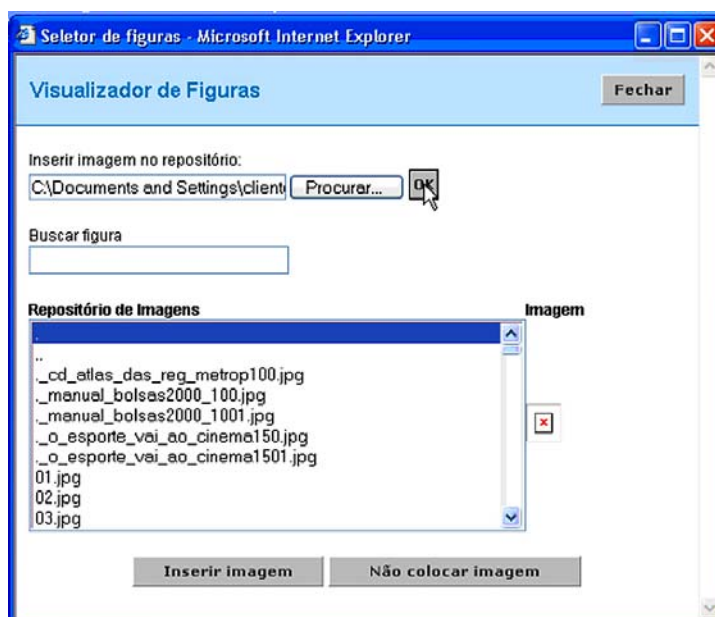 Seletor de figuras - Microsoft Internet Explorer
Visualizador de Figuras
Fechar
Inserir imagem no repositório:
C:\Documents and Settings\client
Procurar...
OK
Buscar figura
Repositório de Imagens
Imagem
.
..
._cd_atlas_das_reg_metrop100.jpg
._manual_bolsas2000_100.jpg
._manual_bolsas2000_1001.jpg
._o_esporte_vai_ao_cinema150.jpg
._o_esporte_vai_ao_cinema1501.jpg
01.jpg
02.jpg
03.jpg
Inserir imagem
Não colocar imagem